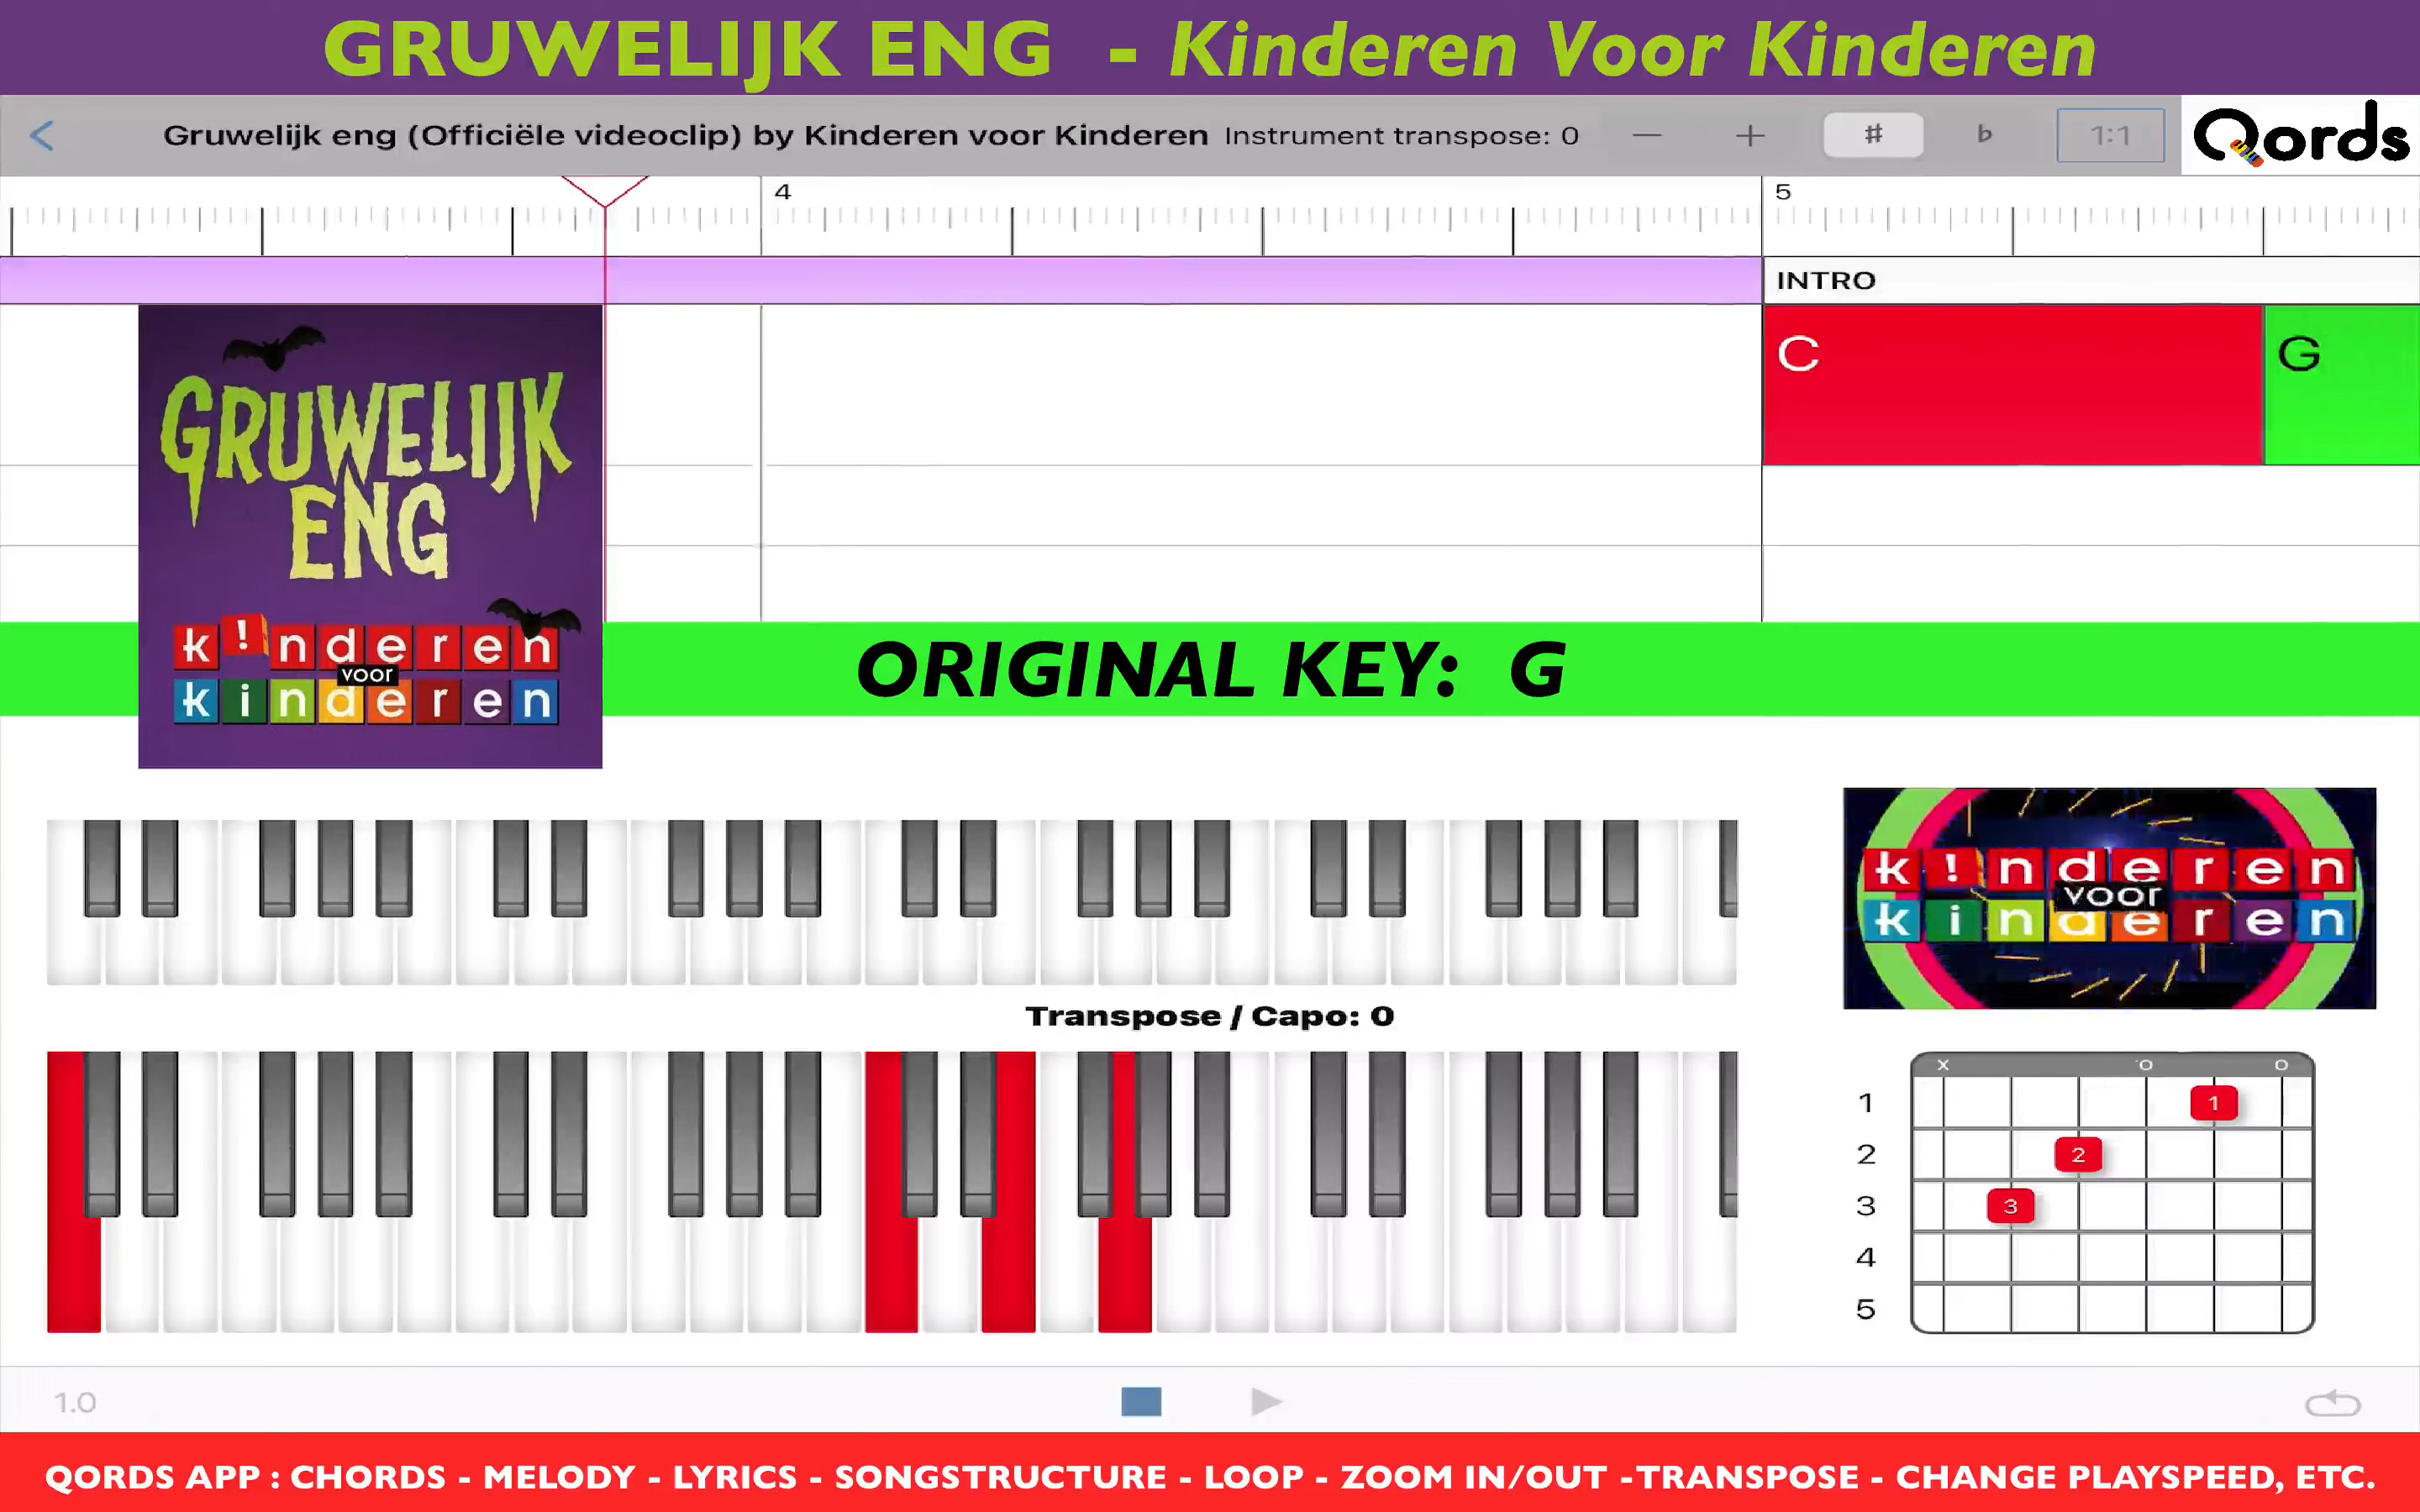 GRUWELIJK ENG - Kinderen Voor Kinderen
Gruwelijk eng (Officiële videoclip) by Kinderen voor Kinderen Instrument transpose: 0 — + # b 1:1 Qords
4 5
INTRO
C G
GRUWELIJK
ENG
k!nderen
voor
kinderen
ORIGINAL KEY: G
k!nderen
voor
kinderen
Transpose / Capo: 0
x o o
1 1
2 2
3 3
4
5
1.0
QORDS APP : CHORDS - MELODY - LYRICS - SONGSTRUCTURE - LOOP - ZOOM IN/OUT -TRANSPOSE - CHANGE PLAYSPEED, ETC.